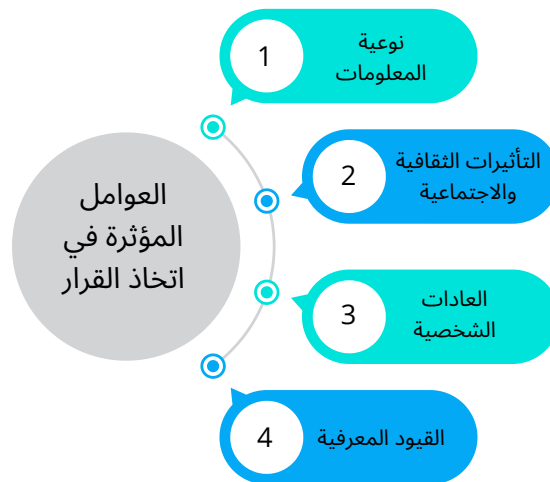 العوامل
المؤثرة في
اتخاذ القرار
1
نوعية
المعلومات
2
التأثيرات الثقافية
والاجتماعية
3
العادات
الشخصية
4
القيود المعرفية